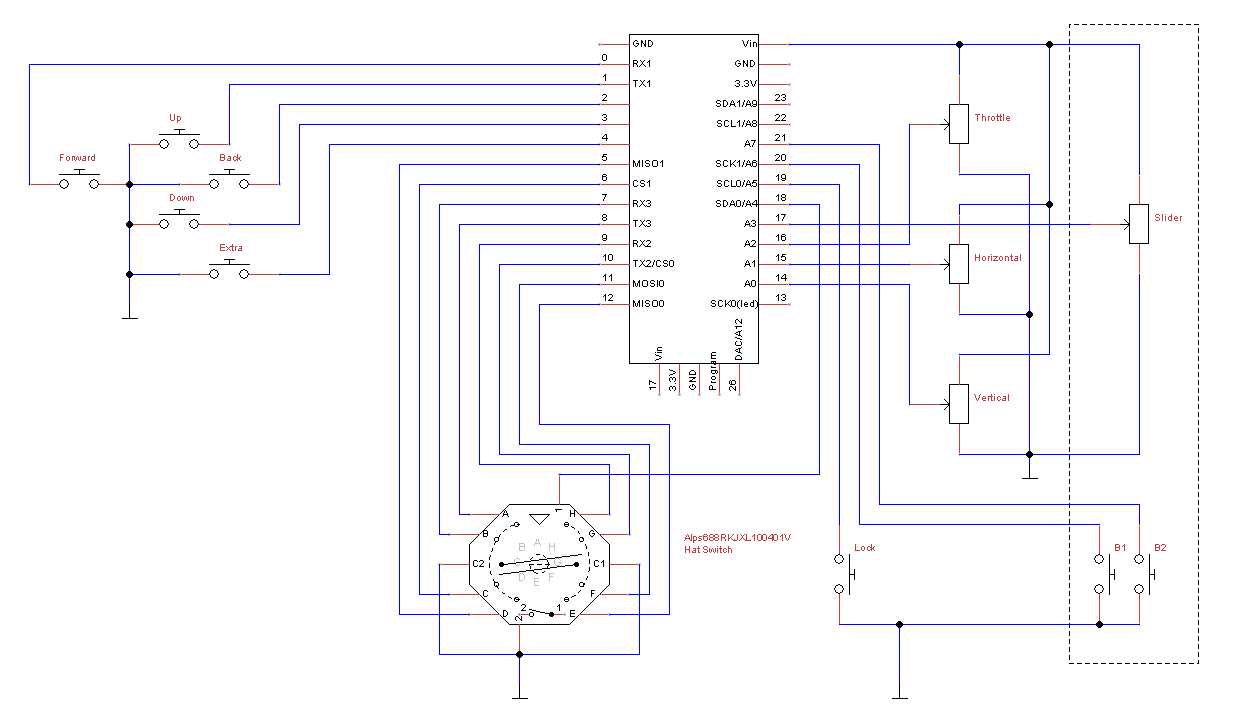 GND Vin
0 RX1 GND
1 TX1 3.3V
2 SDA1/A9 23
3 SCL1/A8 22
4 A7 21
5 MISO1 SCK1/A6 20
6 CS1 SCL0/A5 19
7 RX3 SDA0/A4 18
8 TX3 A3 17
9 RX2 A2 16
10 TX2/CS0 A1 15
11 MOSI0 A0 14
12 MISO0 SCK0(led) 13
Vin 3.3V GND Program DAC/A12
17 26
Up
Forward
Back
Down
Extra
Throttle
Slider
Horizontal
Vertical
Alps688RKJXL100401V
Hat Switch
A 1 H
B G
A
B H
C2 C G C1
D F
E
C F
D 2 1 E
2
Lock
B1
B2